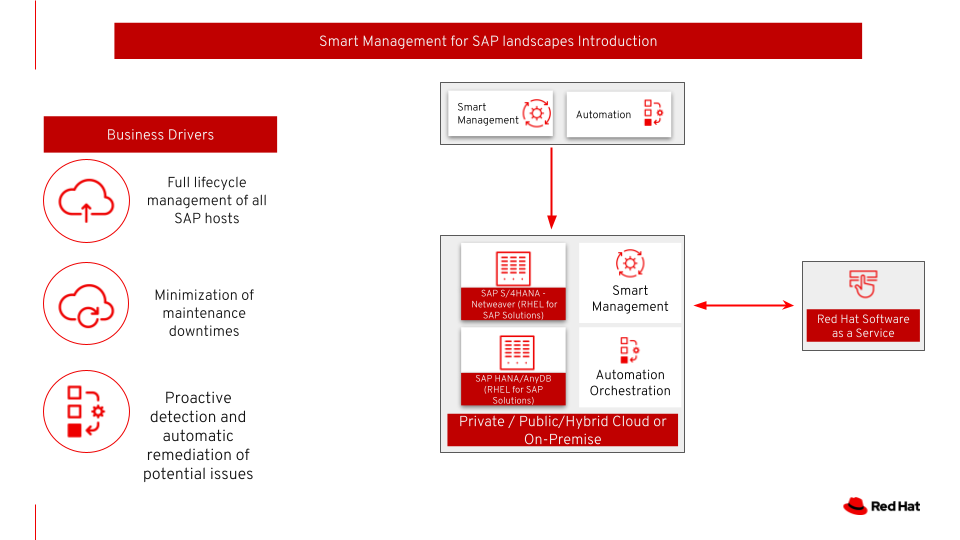 Smart Management for SAP landscapes Introduction
Business Drivers
Full lifecycle
management of all
SAP hosts
Minimization of
maintenance
downtimes
Proactive
detection and
automatic
remediation of
potential issues
Smart
Management
Automation
SAP S/4HANA -
Netweaver (RHEL for
SAP Solutions)
Smart
Management
SAP HANA/AnyDB
(RHEL for SAP
Solutions)
Automation
Orchestration
Private / Public/Hybrid Cloud or
On-Premise
Red Hat Software
as a Service
Red Hat